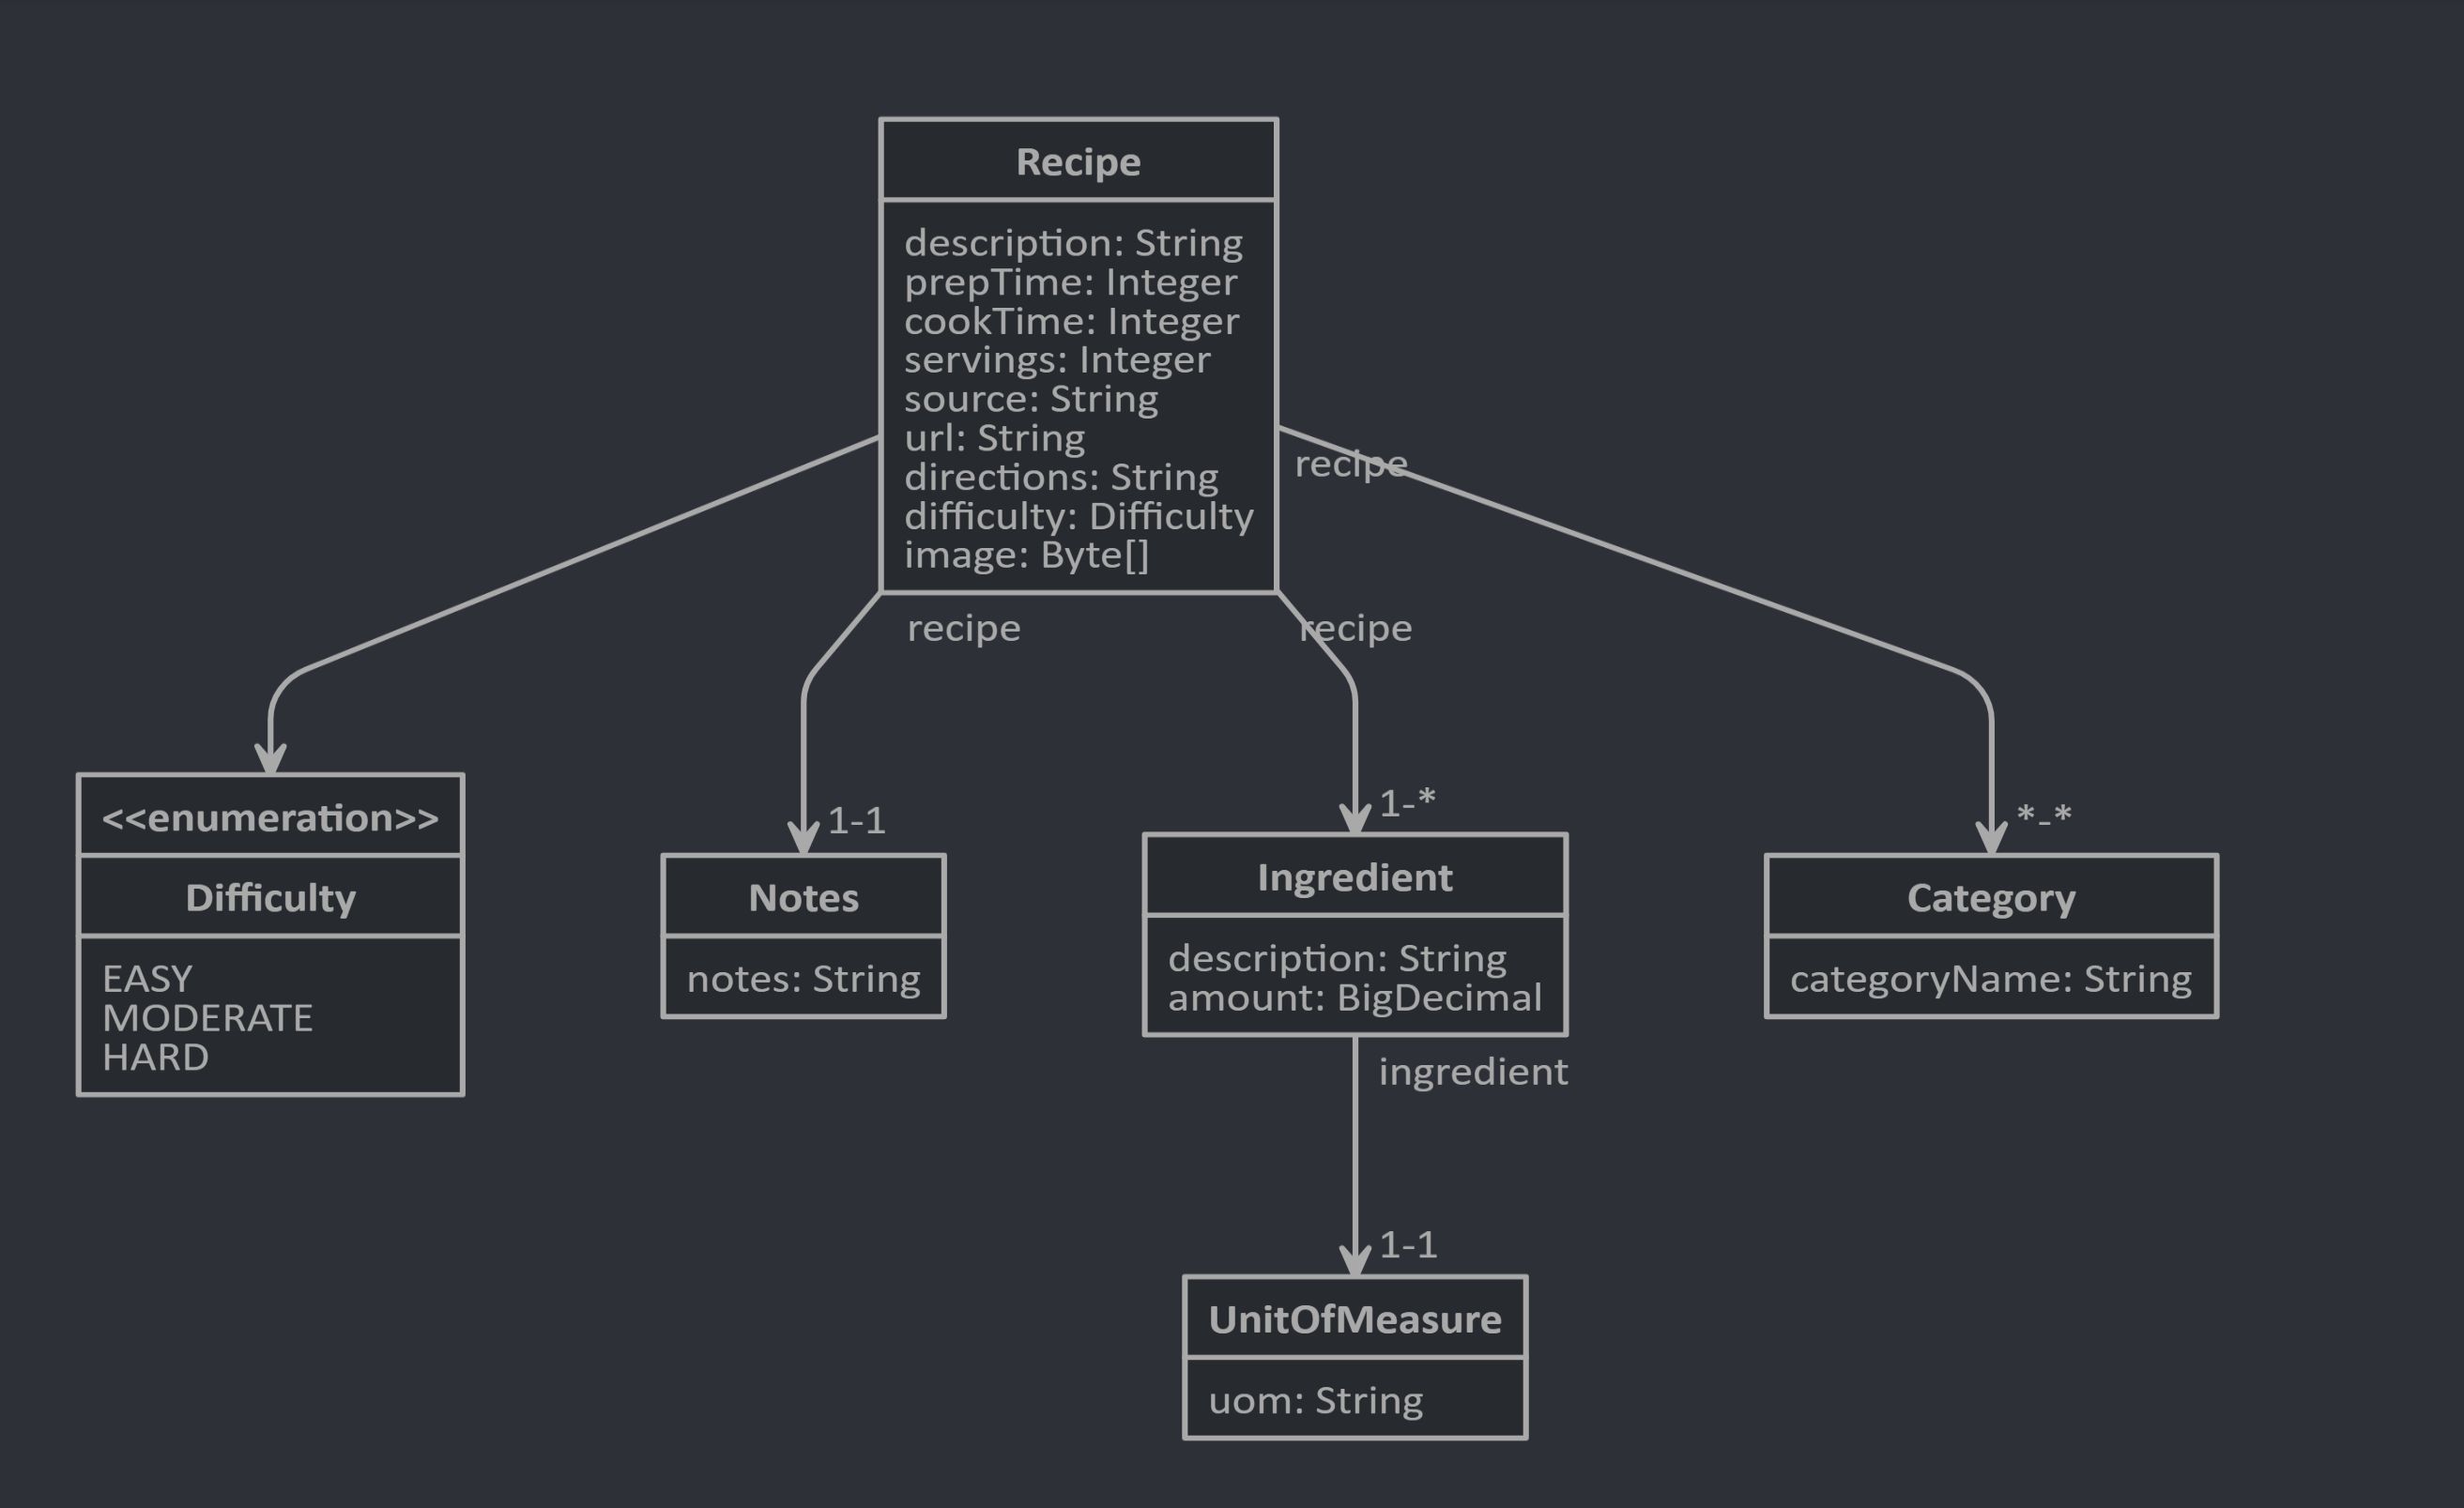 Recipe
description: String
prepTime: Integer
cookTime: Integer
servings: Integer
source: String
url: String
directions: String
difficulty: Difficulty
image: Byte[]
recipe
recipe
recipe
1-1
1-*
*-*
<<enumeration>>
Difficulty
EASY
MODERATE
HARD
Notes
notes: String
Ingredient
description: String
amount: BigDecimal
Category
categoryName: String
ingredient
1-1
UnitOfMeasure
uom: String